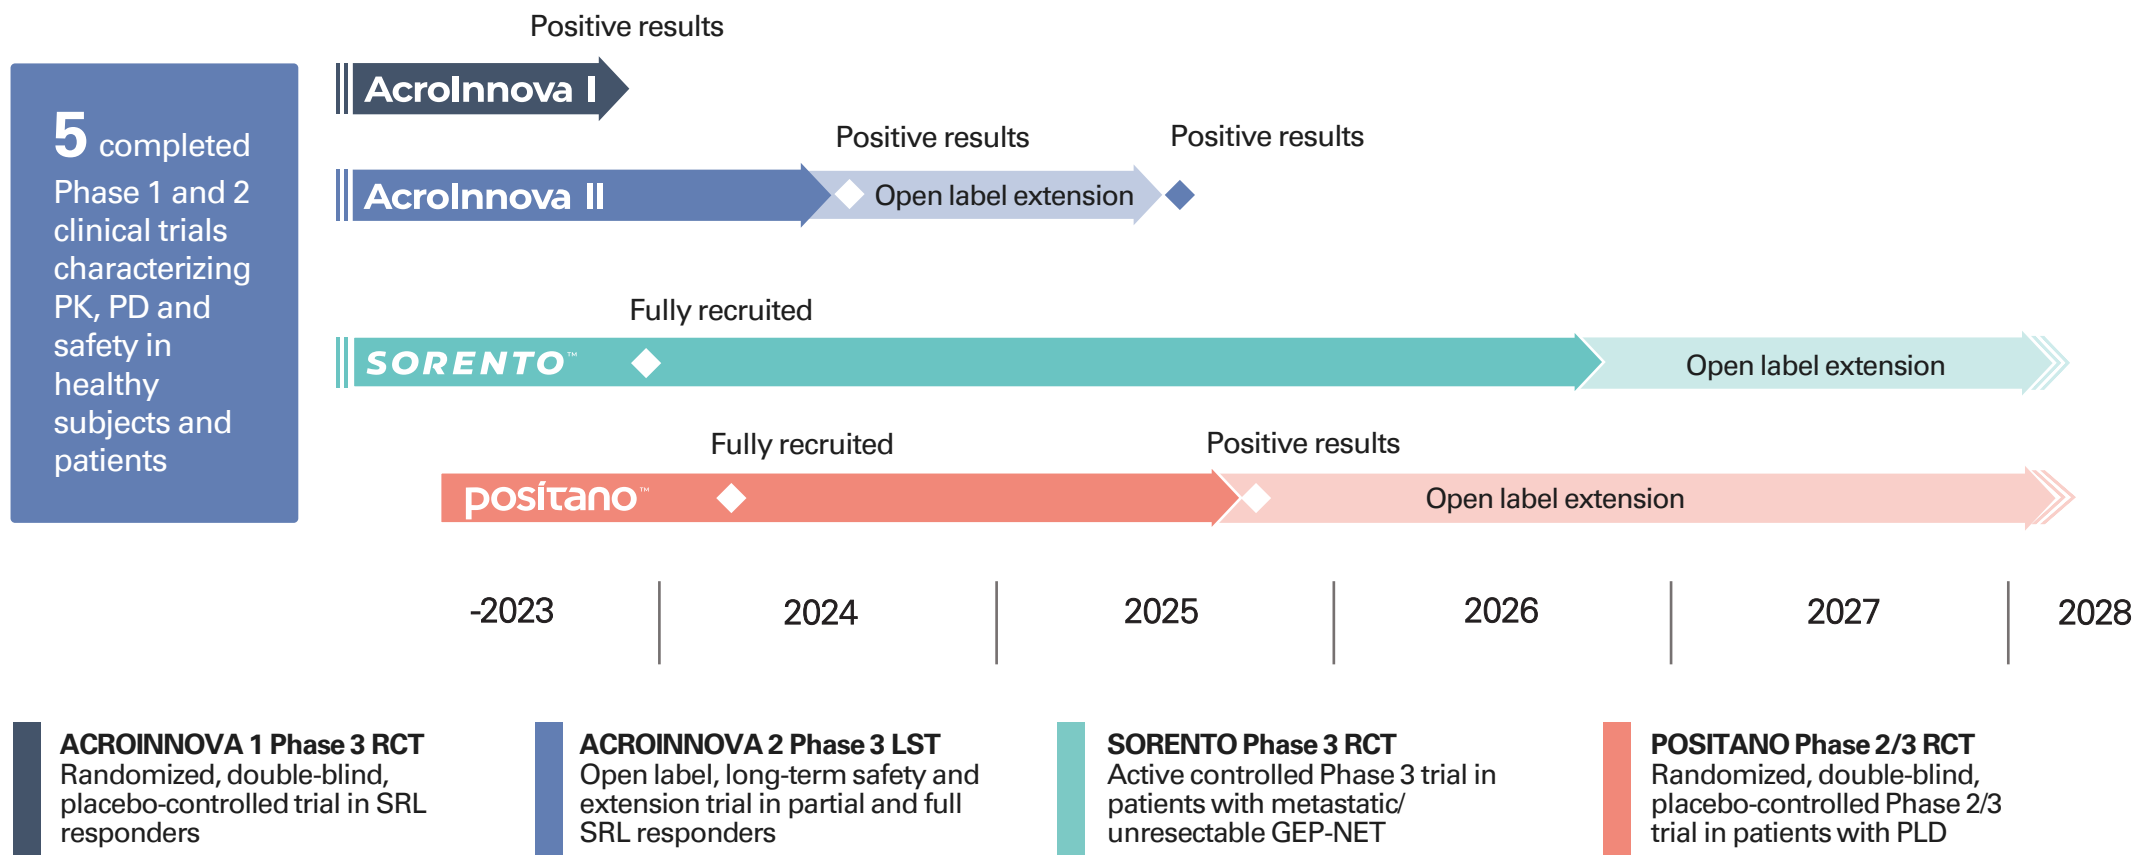 Positive results
AcroInnova I
5 completed
Phase 1 and 2
clinical trials
characterizing
PK, PD and
safety in
healthy
subjects and
patients
Positive results
Positive results
AcroInnova II
Open label extension
Fully recruited
SORENTO™
Open label extension
Fully recruited
Positive results
positano™
Open label extension
-2023
2024
2025
2026
2027
2028
ACROINNOVA 1 Phase 3 RCT
Randomized, double-blind,
placebo-controlled trial in SRL
responders
ACROINNOVA 2 Phase 3 LST
Open label, long-term safety and
extension trial in partial and full
SRL responders
SORENTO Phase 3 RCT
Active controlled Phase 3 trial in
patients with metastatic/
unresectable GEP-NET
POSITANO Phase 2/3 RCT
Randomized, double-blind,
placebo-controlled Phase 2/3
trial in patients with PLD